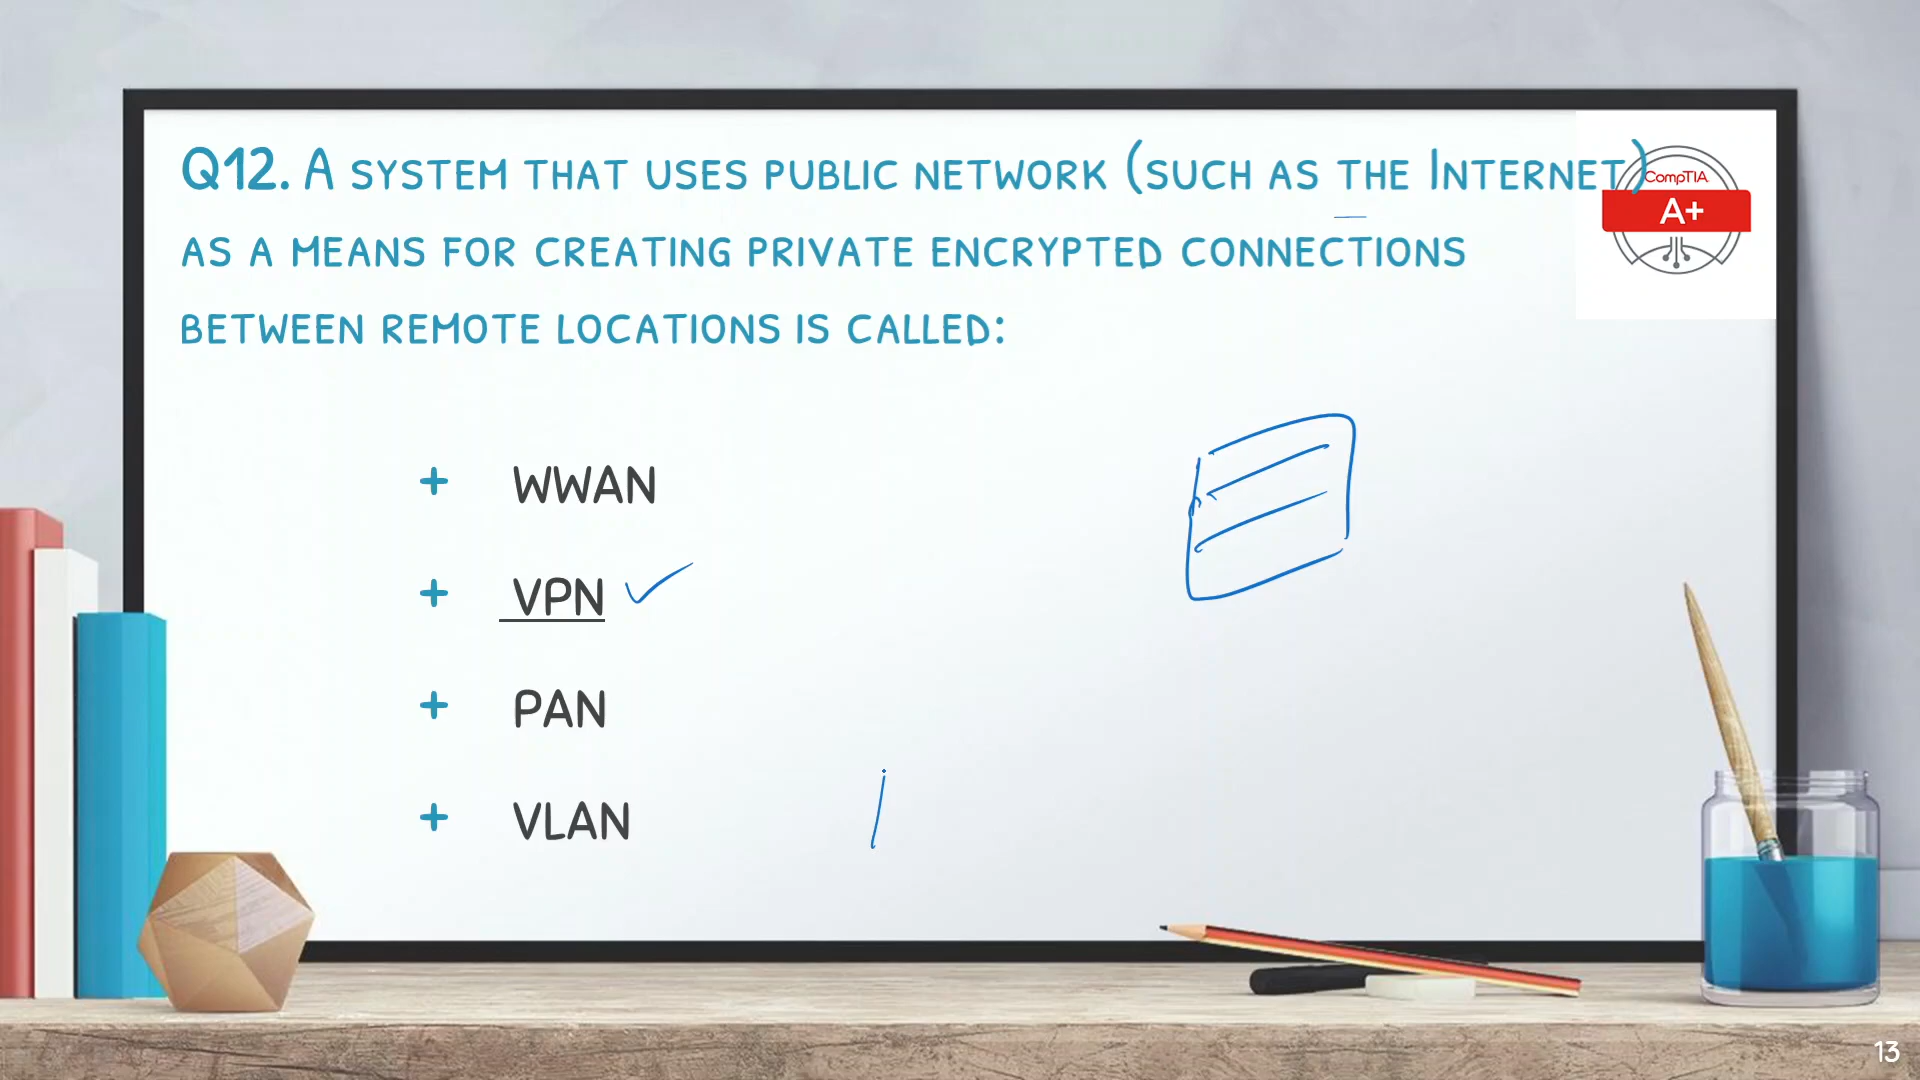 Q12. A system that uses public network (such as the Internet)
as a means for creating private encrypted connections
between remote locations is called:
CompTIA
A+
+ WWAN
+ VPN
+ PAN
+ VLAN
13